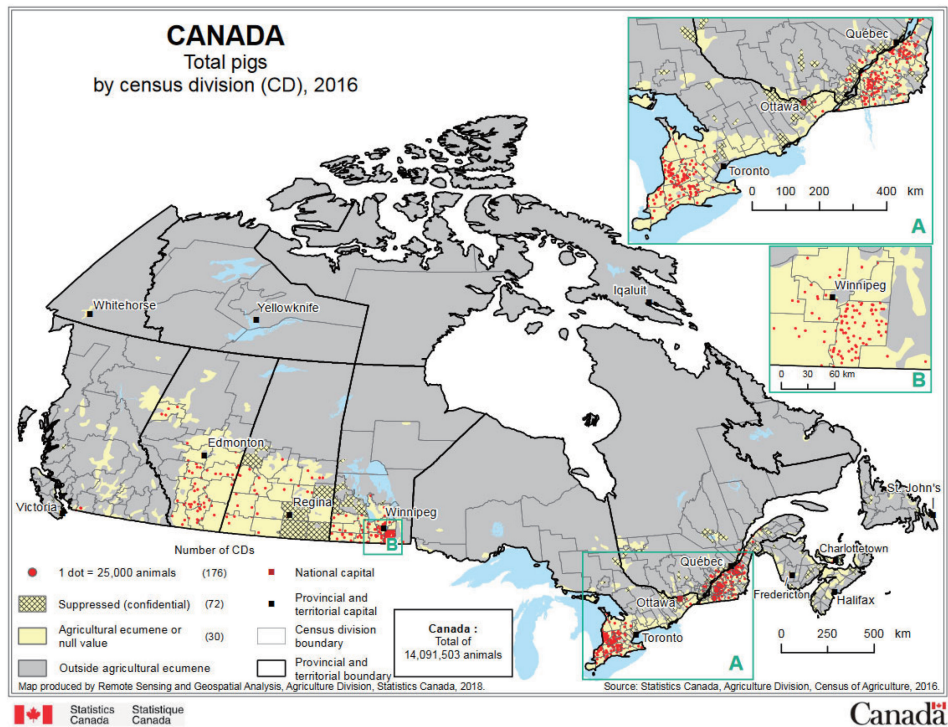 CANADA
Total pigs
by census division (CD), 2016
Québec
Ottawa
Toronto
0 100 200 400 km
A
Winnipeg
0 30 60 km
B
Whitehorse
Yellowknife
Iqaluit
Edmonton
Regina
Winnipeg
B
Victoria
St. John's
Québec
Charlottetown
Fredericton
Halifax
Ottawa
Toronto
A
0 250 500 km
Number of CDs
1 dot = 25,000 animals (176)
National capital
Suppressed (confidential) (72)
Provincial and
territorial capital
Agricultural ecumene or
null value (30)
Census division
boundary
Outside agricultural ecumene
Provincial and
territorial boundary
Canada :
Total of
14,091,503 animals
Map produced by Remote Sensing and Geospatial Analysis, Agriculture Division, Statistics Canada, 2018.
Source: Statistics Canada, Agriculture Division, Census of Agriculture, 2016.
Statistics Statistique
Canada Canada
Canada